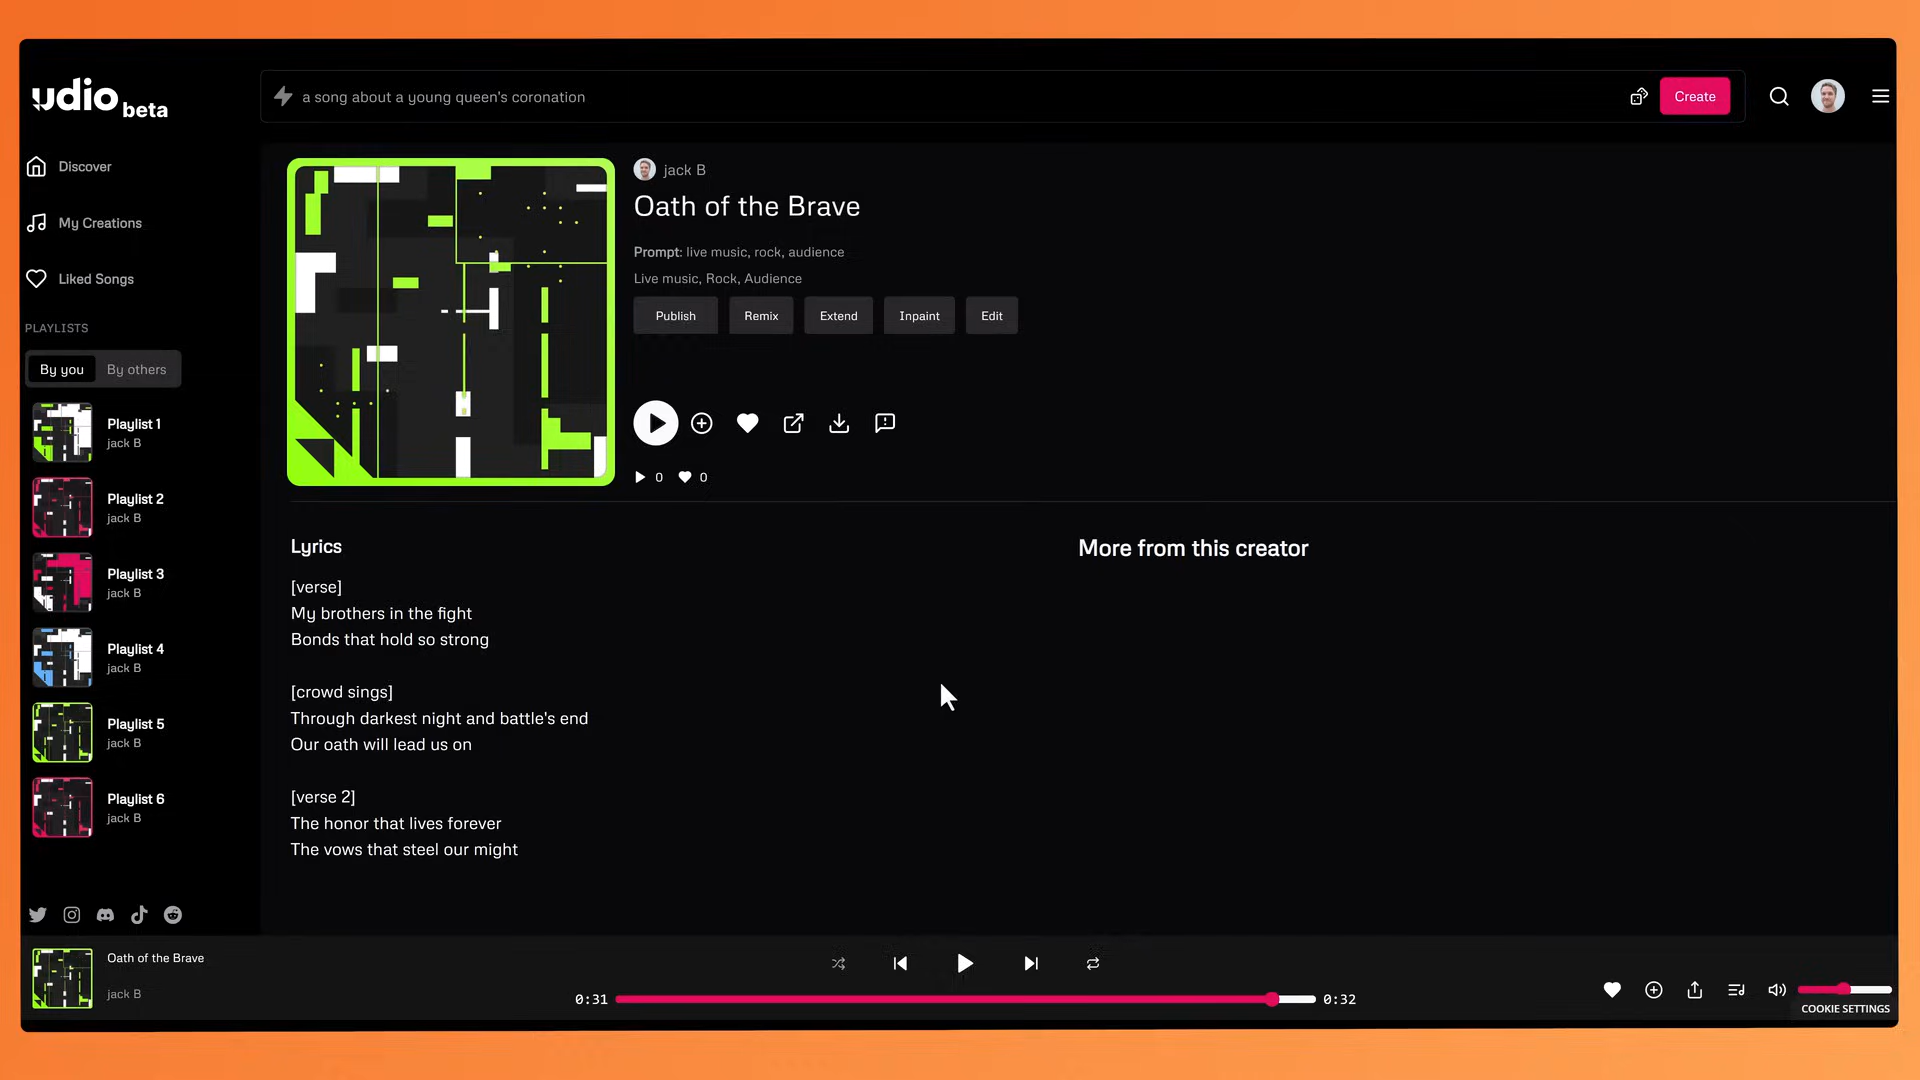 udio beta
a song about a young queen's coronation
Create
Discover
My Creations
Liked Songs
PLAYLISTS
By you
By others
Playlist 1
jack B
Playlist 2
jack B
Playlist 3
jack B
Playlist 4
jack B
Playlist 5
jack B
Playlist 6
jack B
jack B
Oath of the Brave
Prompt: live music, rock, audience
Live music, Rock, Audience
Publish
Remix
Extend
Inpaint
Edit
0
0
Lyrics
[verse]
My brothers in the fight
Bonds that hold so strong
[crowd sings]
Through darkest night and battle's end
Our oath will lead us on
[verse 2]
The honor that lives forever
The vows that steel our might
More from this creator
Oath of the Brave
jack B
0:31
0:32
COOKIE SETTINGS